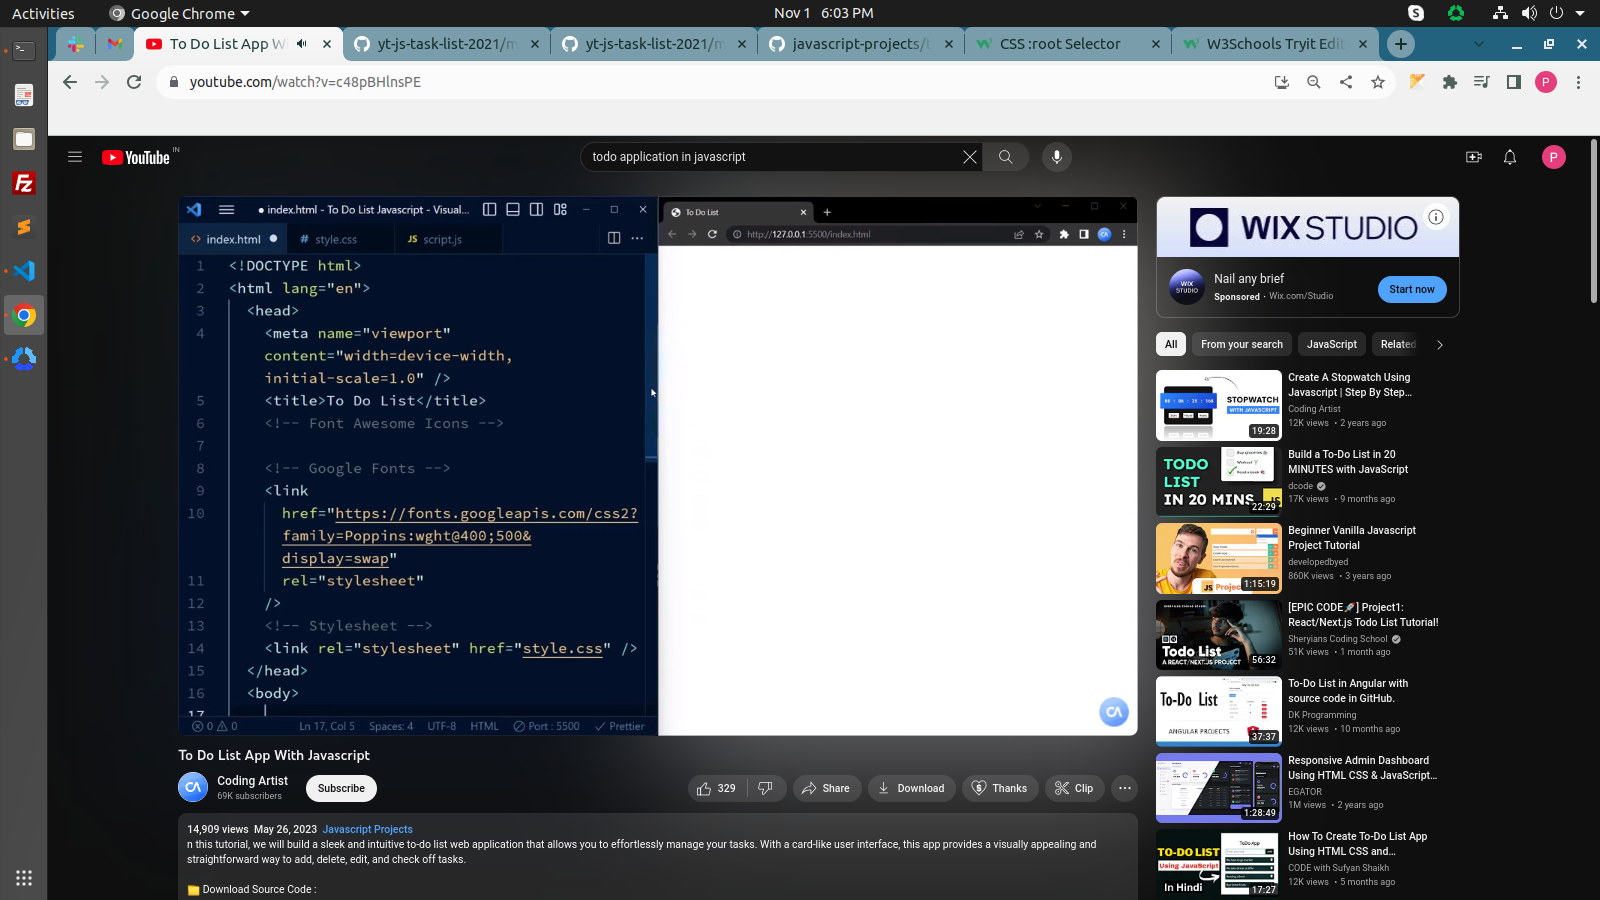 Activities
Google Chrome
Nov 1 6:03 PM
To Do List App W
yt-js-task-list-2021/m
yt-js-task-list-2021/m
javascript-projects/t
CSS :root Selector
W3Schools Tryit Edit
youtube.com/watch?v=c48pBHlnsPE
P
YouTube IN
todo application in javascript
P
● index.html - To Do List Javascript - Visual...
index.html
# style.css
JS script.js
1 <!DOCTYPE html>
2 <html lang="en">
3 <head>
4 <meta name="viewport"
content="width=device-width,
initial-scale=1.0" />
5 <title>To Do List</title>
6 <!-- Font Awesome Icons -->
7
8 <!-- Google Fonts -->
9 <link
10 href="https://fonts.googleapis.com/css2?
family=Poppins:wght@400;500&
display=swap"
11 rel="stylesheet"
12 />
13 <!-- Stylesheet -->
14 <link rel="stylesheet" href="style.css" />
15 </head>
16 <body>
17
0 0 Ln 17, Col 5 Spaces: 4 UTF-8 HTML Port : 5500 Prettier
To Do List
http://127.0.0.1:5500/index.html
CA
To Do List App With Javascript
CA
Coding Artist
69K subscribers
Subscribe
329
Share
Download
Thanks
Clip
14,909 views May 26, 2023 Javascript Projects
n this tutorial, we will build a sleek and intuitive to-do list web application that allows you to effortlessly manage your tasks. With a card-like user interface, this app provides a visually appealing and
straightforward way to add, delete, edit, and check off tasks.
Download Source Code :
WIX STUDIO
WIX
STUDIO
Nail any brief
Sponsored · Wix.com/Studio
Start now
All
From your search
JavaScript
Related
STOPWATCH
WITH JAVASCRIPT
19:28
Create A Stopwatch Using
Javascript | Step By Step...
Coding Artist
12K views • 2 years ago
TODO
LIST
IN 20 MINS
Buy groceries
Workout
Read a book
JS
22:29
Build a To-Do List in 20
MINUTES with JavaScript
dcode
17K views • 9 months ago
JS Project
1:15:19
Beginner Vanilla Javascript
Project Tutorial
developedbyed
860K views • 3 years ago
Todo List
A REACT/NEXT.JS PROJECT
56:32
[EPIC CODE🚀] Project1:
React/Next.js Todo List Tutorial!
Sheryians Coding School
51K views • 1 month ago
To-Do List
ANGULAR PROJECTS
37:37
To-Do List in Angular with
source code in GitHub.
DK Programming
12K views • 10 months ago
1:28:49
Responsive Admin Dashboard
Using HTML CSS & JavaScript...
EGATOR
1M views • 2 years ago
TO-DO LIST
Using JavaScript
In Hindi
ToDo App
17:27
How To Create To-Do List App
Using HTML CSS and...
CODE with Sufyan Shaikh
12K views • 5 months ago